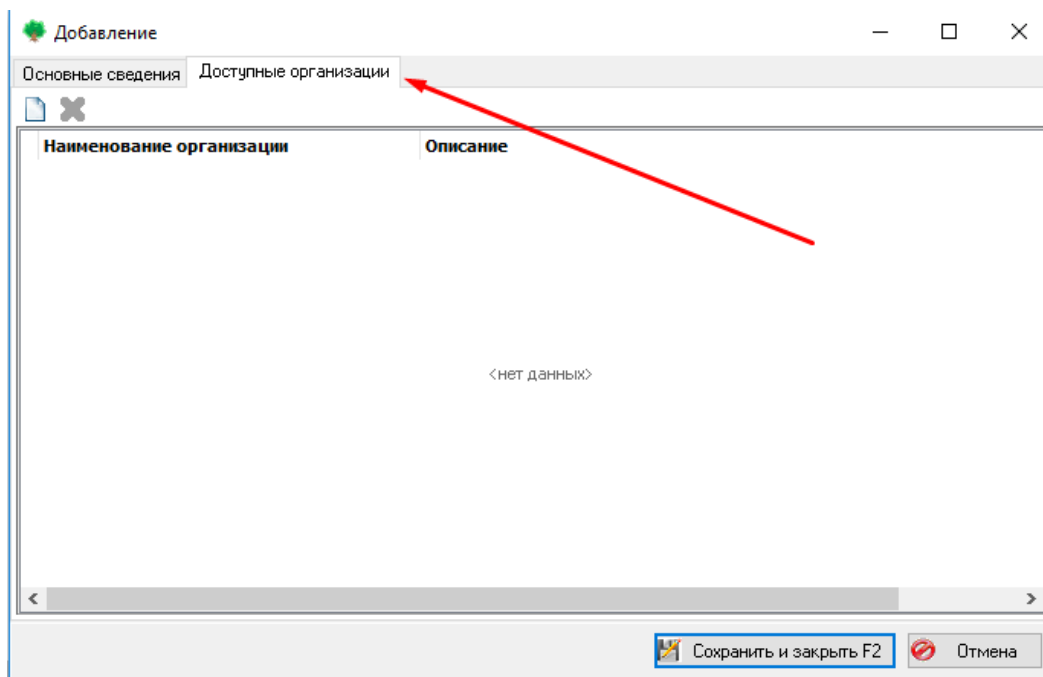 Добавление
Основные сведения Доступные организации
Наименование организации Описание
<нет данных>
Сохранить и закрыть F2 Отмена